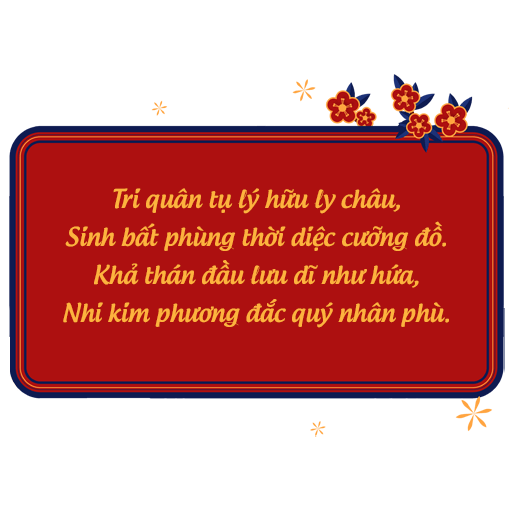 Tri quân tụ lý hữu ly châu,
Sinh bất phùng thời diệc cưỡng đồ.
Khả thán đầu lưu dĩ như hứa,
Nhi kim phương đắc quý nhân phù.